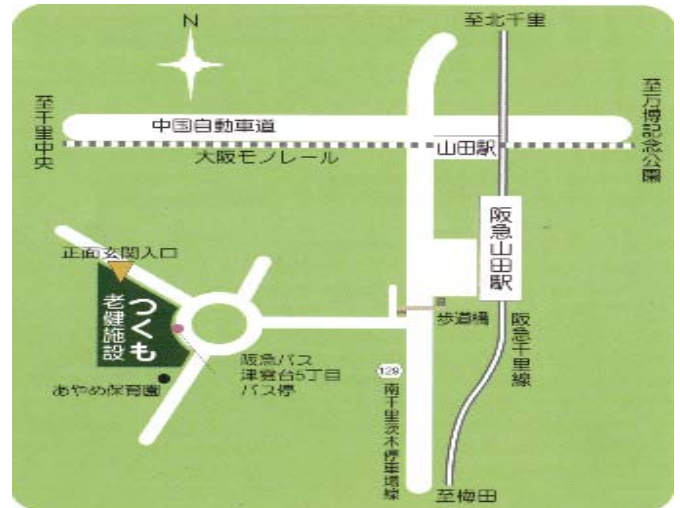 N
至北千里
至千里中央
中国自動車道
大阪モノレール
山田駅
至万博記念公園
正面玄関入口
老健施設
つくも
あやめ保育園
阪急バス
津雲台5丁目
バス停
阪急山田駅
歩道橋
阪急千里線
129
南千里茨木停車場線
至梅田